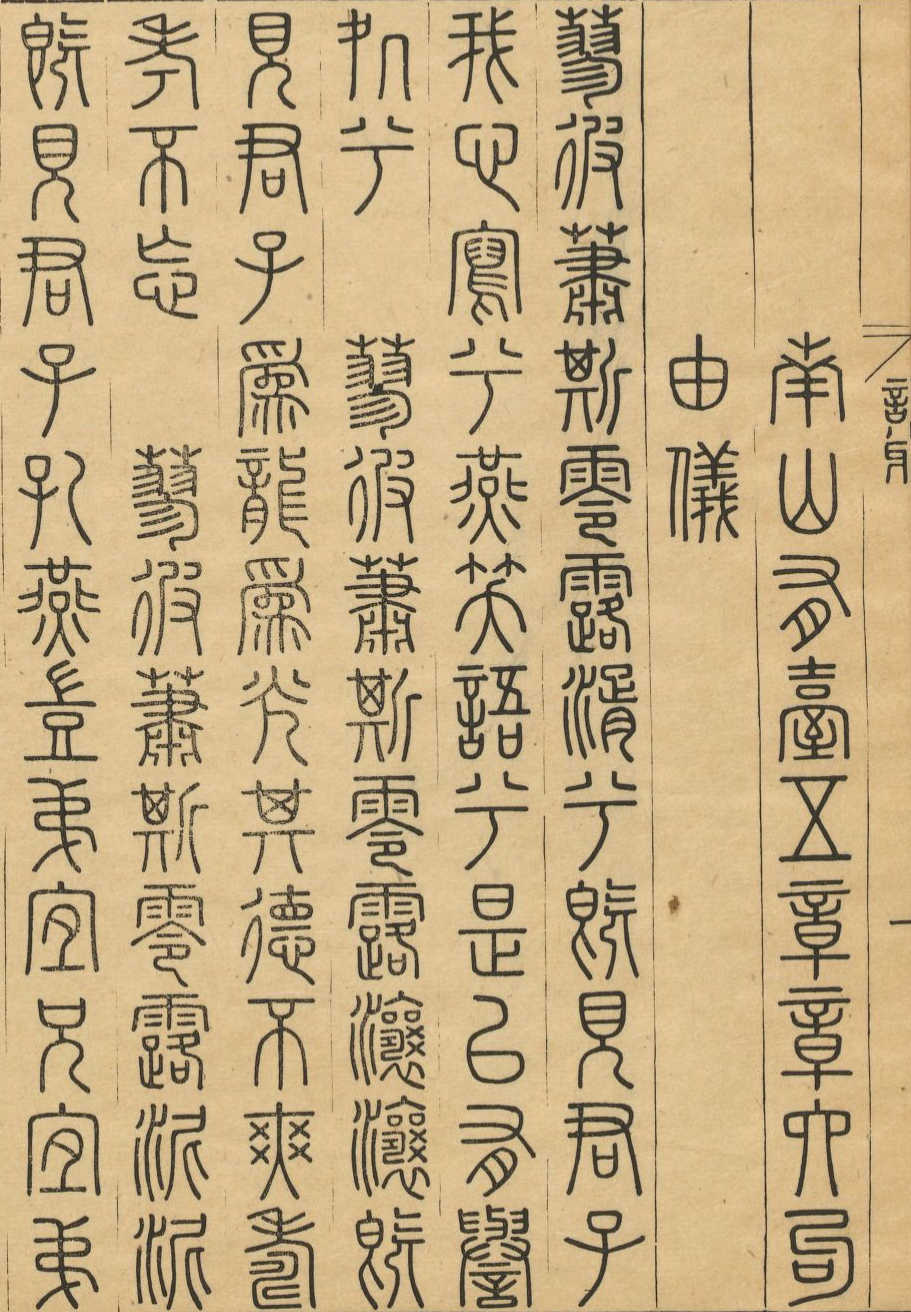 南山有臺五章章六句
由儀
蓼彼蕭斯零露湑兮既見君子
我心寫兮燕笑語兮是以有譽
処兮　蓼彼蕭斯零露瀼瀼既
見君子爲龍爲光其德不爽壽
考不忘　蓼彼蕭斯零露泥泥
既見君子孔燕豈弟宜兄宜弟